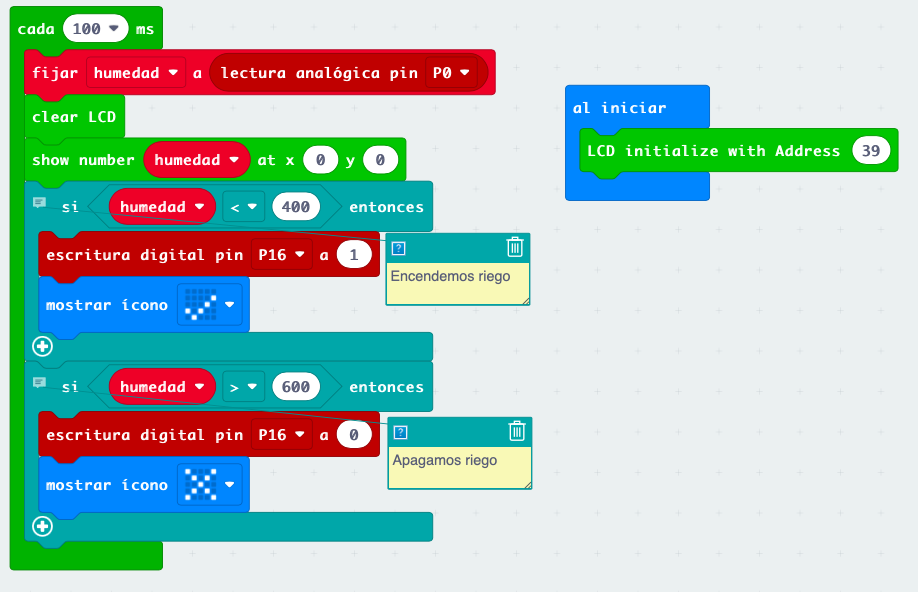 cada 100 ms
fijar humedad a lectura analógica pin P0
clear LCD
show number humedad at x 0 y 0
si humedad < 400 entonces
escritura digital pin P16 a 1
Encendemos riego
mostrar ícono
si humedad > 600 entonces
escritura digital pin P16 a 0
Apagamos riego
mostrar ícono
al iniciar
LCD initialize with Address 39